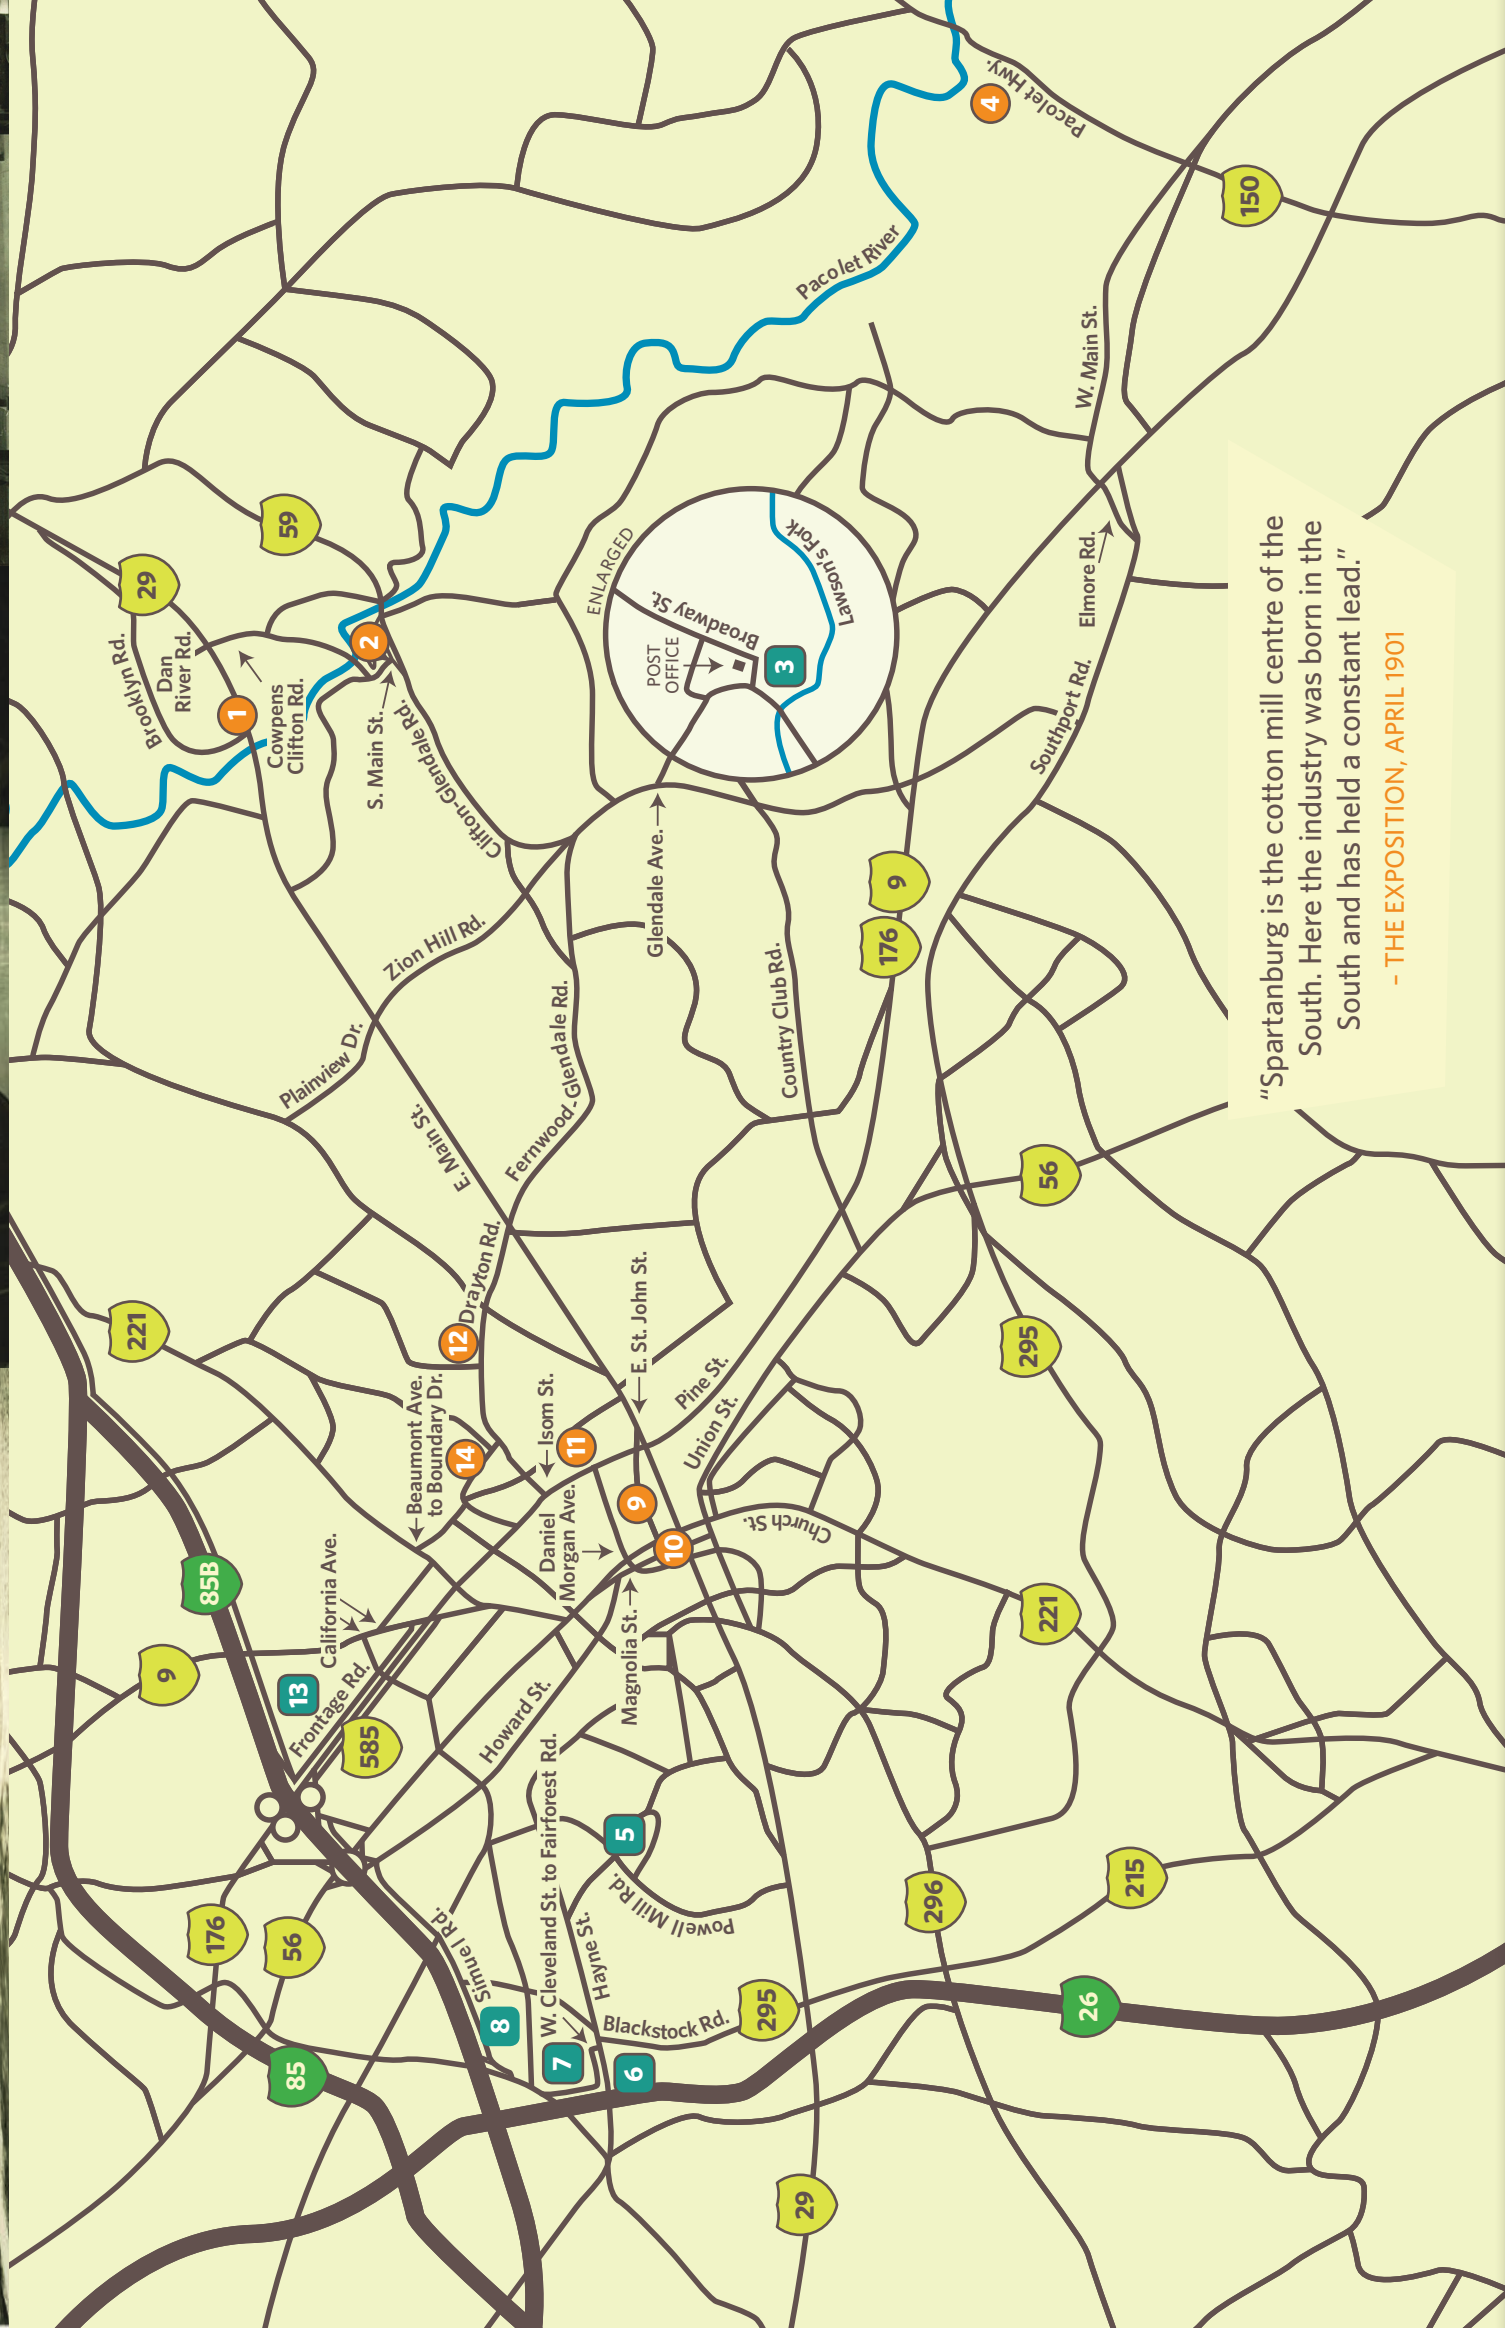 85
85B
26
176
56
9
585
221
29
59
29
295
215
296
221
295
56
176
9
150
1
2
3
4
5
6
7
8
9
10
11
12
13
14
Simuel Rd.
W. Cleveland St. to Fairforest Rd.
Hayne St.
Blackstock Rd.
Powell Mill Rd.
Howard St.
Frontage Rd.
California Ave.
Magnolia St.
Daniel
Morgan Ave.
Beaumont Ave.
to Boundary Dr.
Isom St.
Drayton Rd.
E. St. John St.
Pine St.
Union St.
Church St.
E. Main St.
Plainview Dr.
Zion Hill Rd.
Fernwood-Glendale Rd.
Glendale Ave.
Country Club Rd.
Clifton-Glendale Rd.
S. Main St.
Cowpens
Clifton Rd.
Brooklyn Rd.
Dan
River Rd.
ENLARGED
POST
OFFICE
Broadway St.
Lawson's Fork
Southport Rd.
Elmore Rd.
W. Main St.
Pacolet River
Pacolet Hwy.
“Spartanburg is the cotton mill centre of the
South. Here the industry was born in the
South and has held a constant lead.”
- THE EXPOSITION, APRIL 1901